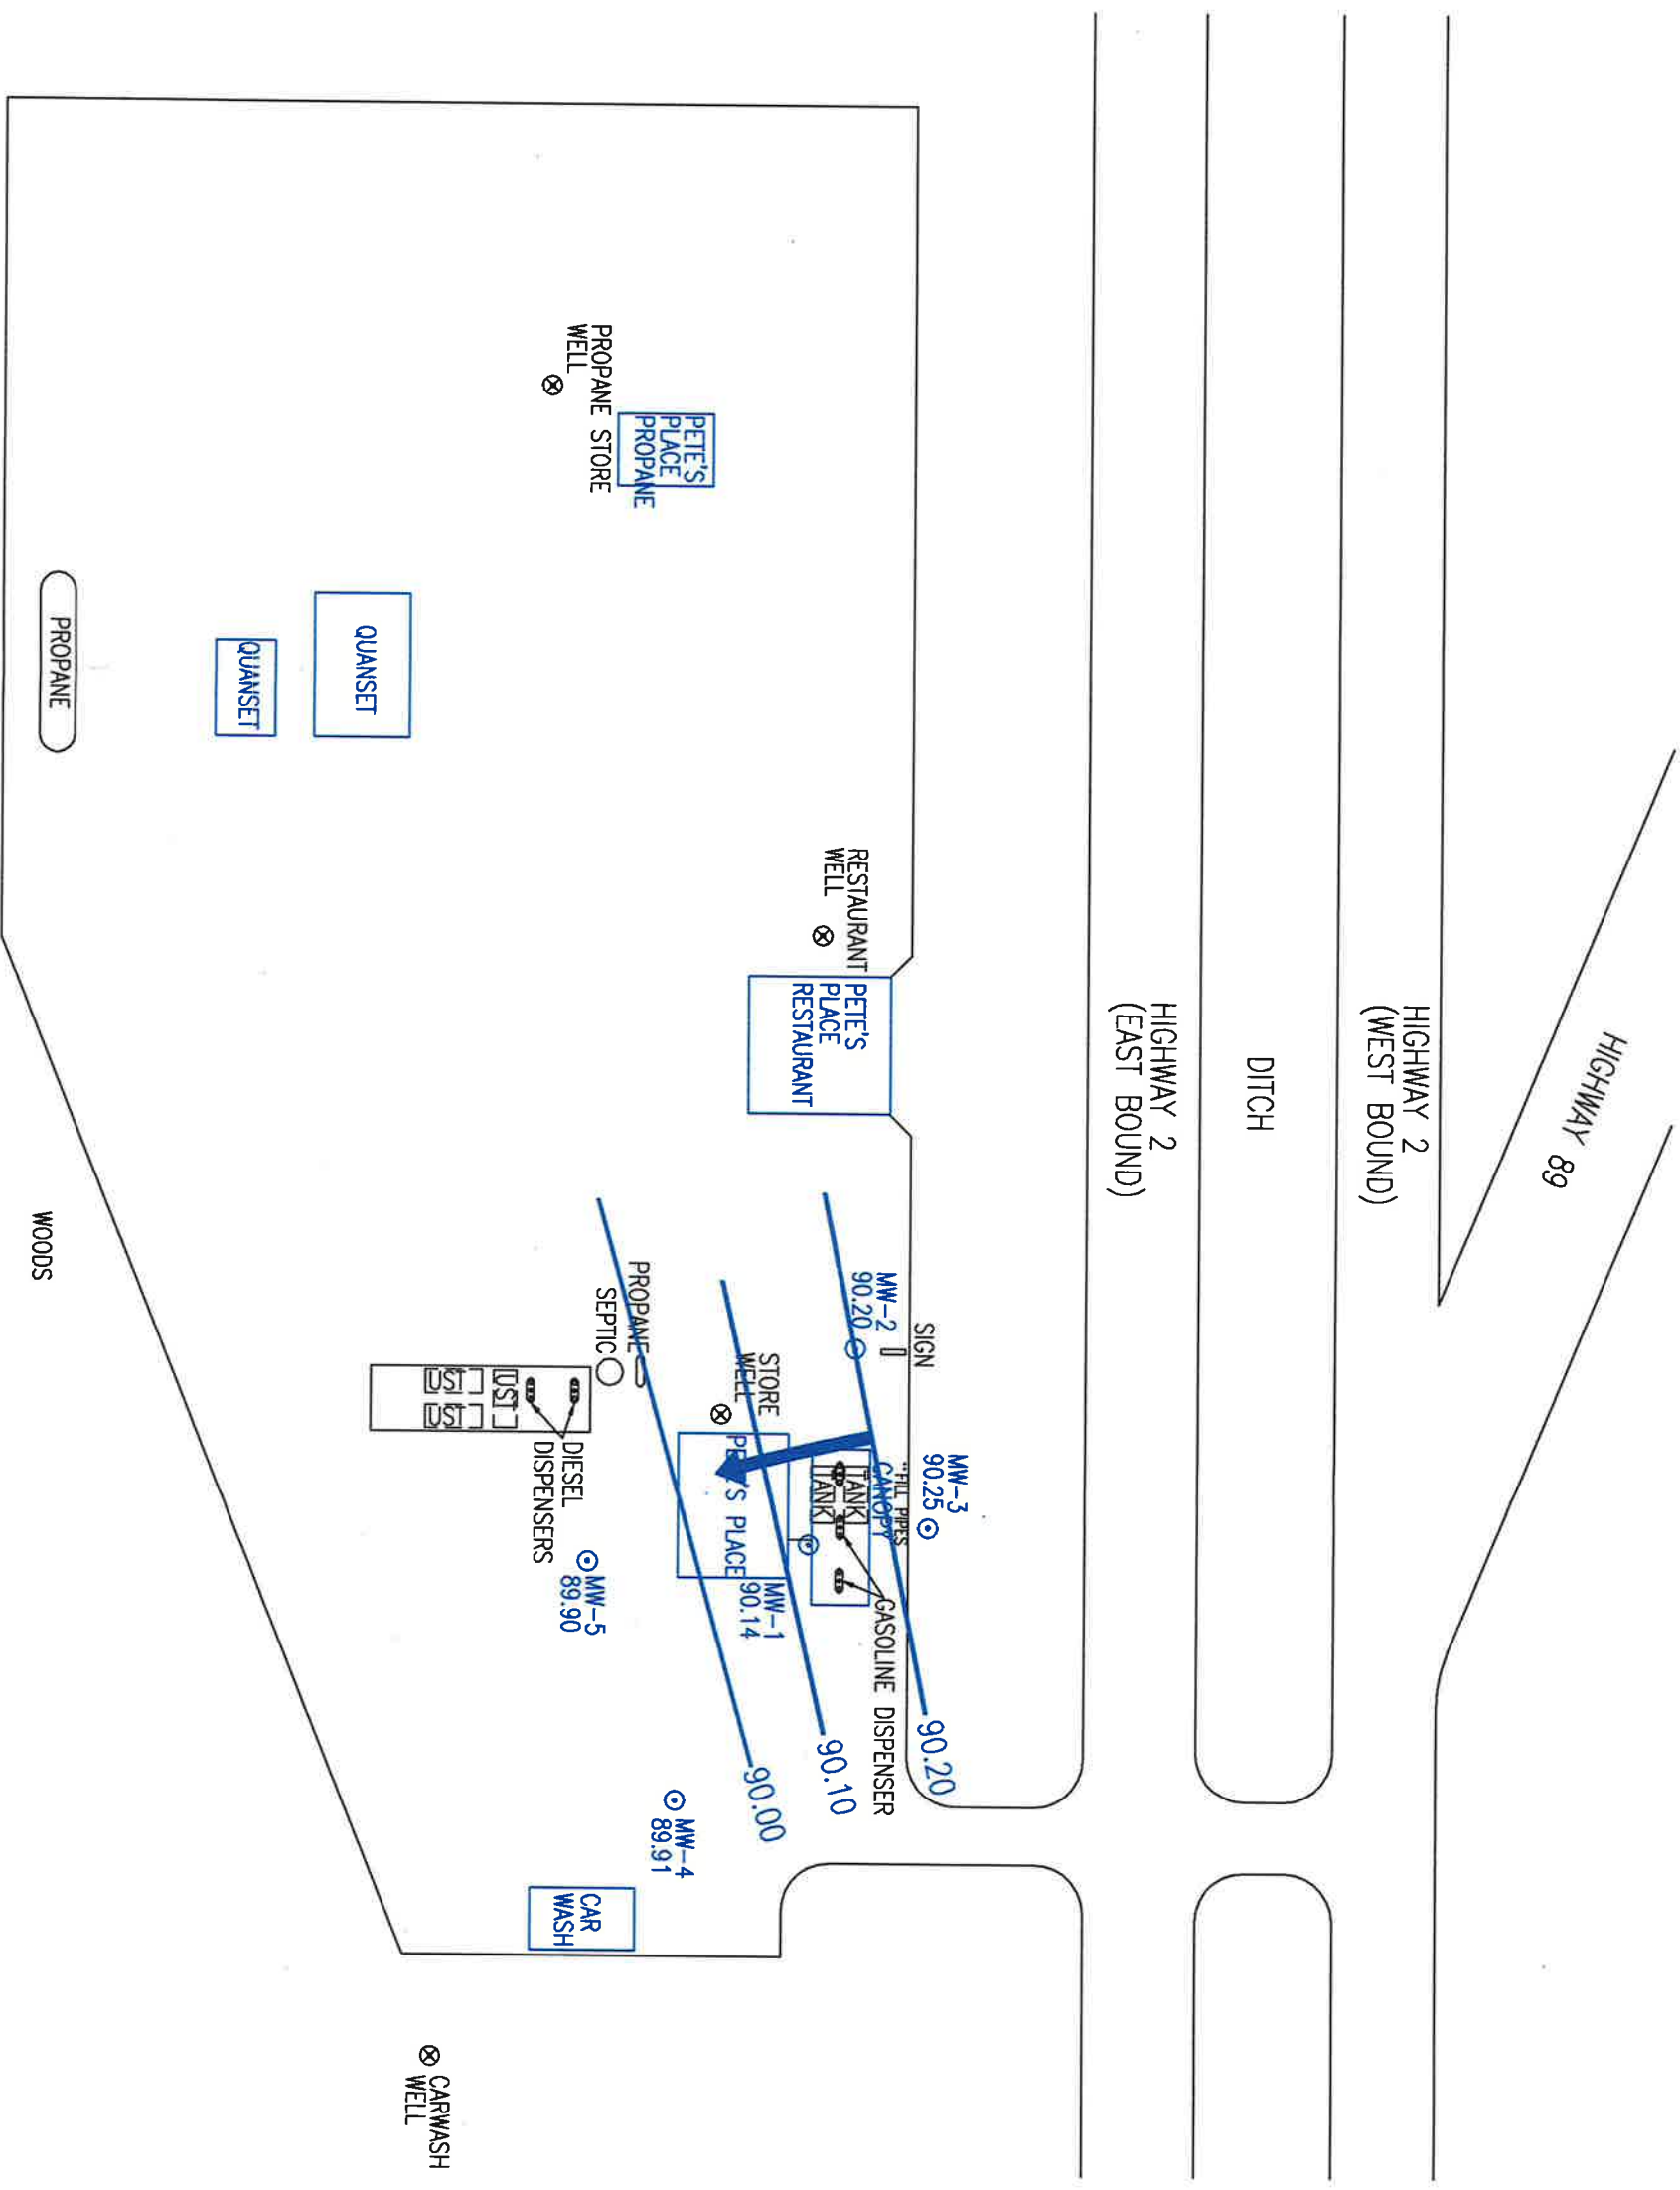 HIGHWAY 89
HIGHWAY 2
(WEST BOUND)
DITCH
HIGHWAY 2
(EAST BOUND)
SIGN
MW-3
90.25
MW-2
90.20
"FILL PIPES
CANOPY
TANK
TANK
GASOLINE DISPENSER
90.20
90.10
90.00
RESTAURANT
WELL
PETE'S
PLACE
RESTAURANT
STORE
WELL
MW-1
90.14
PETE'S PLACE
PETE'S
PLACE
PROPANE
PROPANE STORE
WELL
PROPANE
SEPTIC
DIESEL
DISPENSERS
UST
UST
UST
MW-5
89.90
MW-4
89.91
CAR
WASH
CARWASH
WELL
QUANSET
QUANSET
PROPANE
WOODS